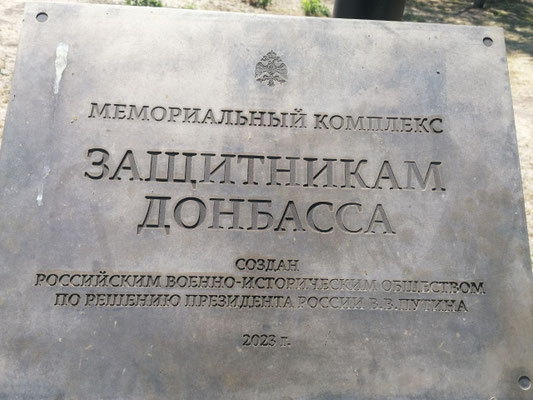 МЕМОРИАЛЬНЫЙ КОМПЛЕКС
ЗАЩИТНИКАМ
ДОНБАССА
СОЗДАН
РОССИЙСКИМ ВОЕННО-ИСТОРИЧЕСКИМ ОБЩЕСТВОМ
ПО РЕШЕНИЮ ПРЕЗИДЕНТА РОССИИ В.В.ПУТИНА
2023 г.